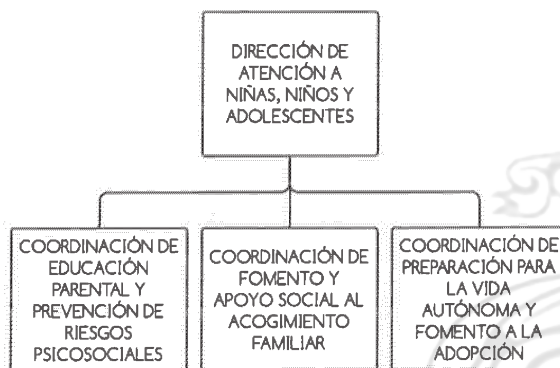 DIRECCIÓN DE
ATENCIÓN A
NIÑAS, NIÑOS Y
ADOLESCENTES
COORDINACIÓN DE
EDUCACIÓN
PARENTAL Y
PREVENCIÓN DE
RIESGOS
PSICOSOCIALES
COORDINACIÓN DE
FOMENTO Y
APOYO SOCIAL AL
ACOGIMIENTO
FAMILIAR
COORDINACIÓN DE
PREPARACIÓN PARA
LA VIDA
AUTÓNOMA Y
FOMENTO A LA
ADOPCIÓN